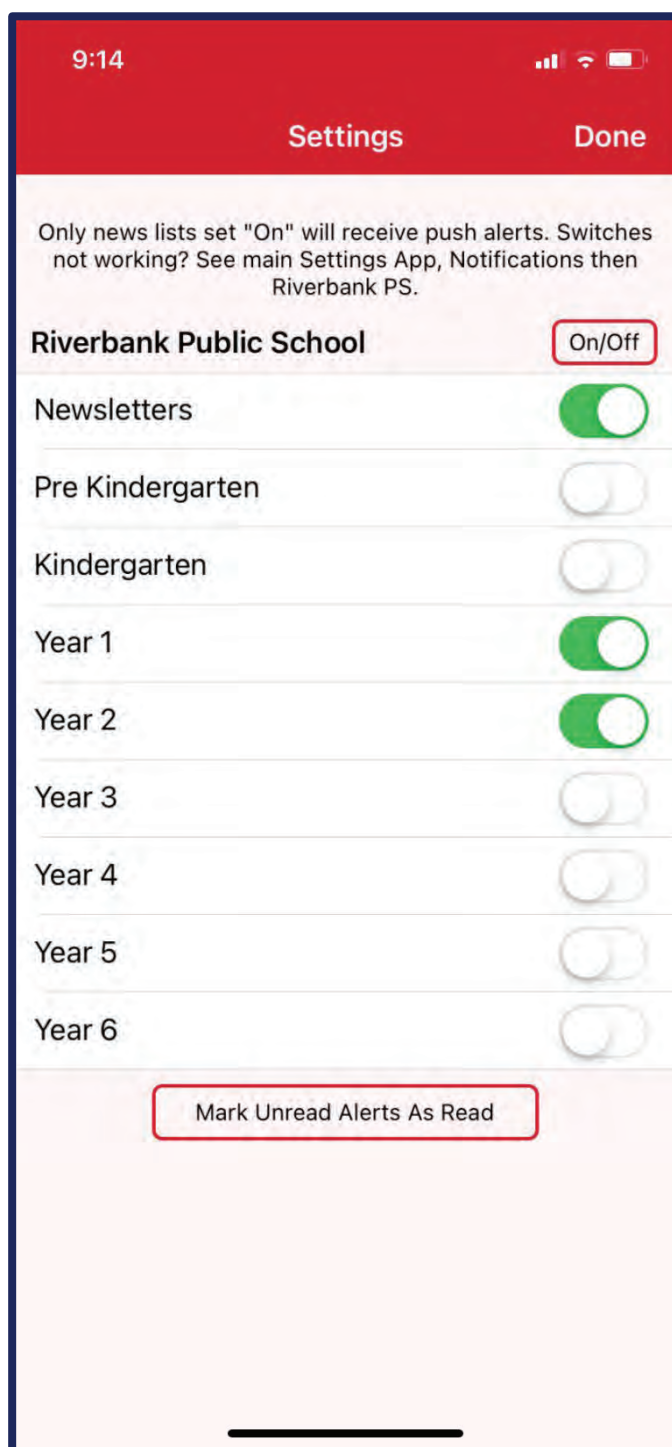 9:14
Settings Done
Only news lists set "On" will receive push alerts. Switches
not working? See main Settings App, Notifications then
Riverbank PS.
Riverbank Public School On/Off
Newsletters
Pre Kindergarten
Kindergarten
Year 1
Year 2
Year 3
Year 4
Year 5
Year 6
Mark Unread Alerts As Read